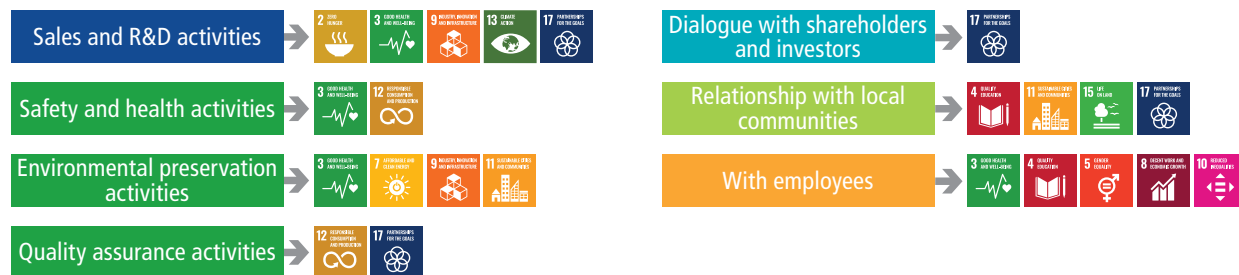 Sales and R&D activities
2 ZERO
HUNGER
3 GOOD HEALTH
AND WELL-BEING
9 INDUSTRY, INNOVATION
AND INFRASTRUCTURE
13 CLIMATE
ACTION
17 PARTNERSHIPS
FOR THE GOALS
Safety and health activities
3 GOOD HEALTH
AND WELL-BEING
12 RESPONSIBLE
CONSUMPTION
AND PRODUCTION
Environmental preservation
activities
3 GOOD HEALTH
AND WELL-BEING
7 AFFORDABLE AND
CLEAN ENERGY
9 INDUSTRY, INNOVATION
AND INFRASTRUCTURE
11 SUSTAINABLE CITIES
AND COMMUNITIES
Quality assurance activities
12 RESPONSIBLE
CONSUMPTION
AND PRODUCTION
17 PARTNERSHIPS
FOR THE GOALS
Dialogue with shareholders
and investors
17 PARTNERSHIPS
FOR THE GOALS
Relationship with local
communities
4 QUALITY
EDUCATION
11 SUSTAINABLE CITIES
AND COMMUNITIES
15 LIFE
ON LAND
17 PARTNERSHIPS
FOR THE GOALS
With employees
3 GOOD HEALTH
AND WELL-BEING
4 QUALITY
EDUCATION
5 GENDER
EQUALITY
8 DECENT WORK AND
ECONOMIC GROWTH
10 REDUCED
INEQUALITIES